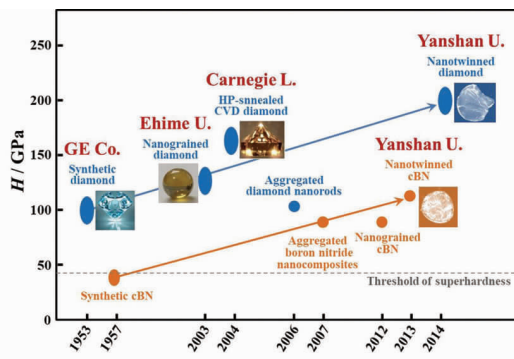 H / GPa
250
200
150
100
50
0
1953
1957
2003
2004
2006
2007
2012
2013
2014
GE Co.
Synthetic
diamond
Ehime U.
Nanograined
diamond
Carnegie L.
HP-snnealed
CVD diamond
Yanshan U.
Nanotwinned
diamond
Aggregated
diamond nanorods
Yanshan U.
Nanotwinned
cBN
Synthetic cBN
Aggregated
boron nitride
nanocomposites
Nanograined
cBN
Threshold of superhardness